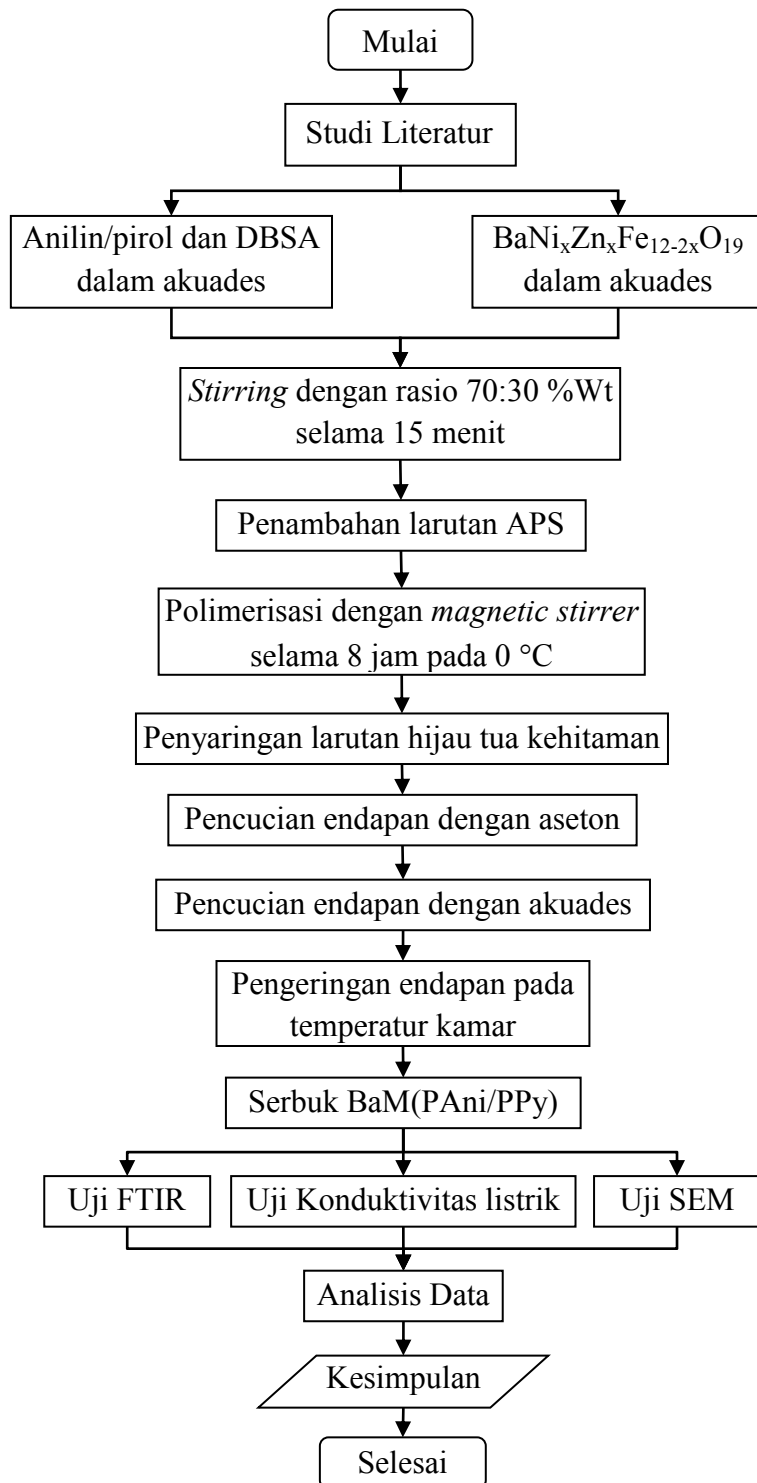 Mulai
Studi Literatur
Anilin/pirol dan DBSA
dalam akuades
BaNiₓZnₓFe₁₂₋₂ₓO₁₉
dalam akuades
Stirring dengan rasio 70:30 %Wt
selama 15 menit
Penambahan larutan APS
Polimerisasi dengan magnetic stirrer
selama 8 jam pada 0 °C
Penyaringan larutan hijau tua kehitaman
Pencucian endapan dengan aseton
Pencucian endapan dengan akuades
Pengeringan endapan pada
temperatur kamar
Serbuk BaM(PAni/PPy)
Uji FTIR
Uji Konduktivitas listrik
Uji SEM
Analisis Data
Kesimpulan
Selesai